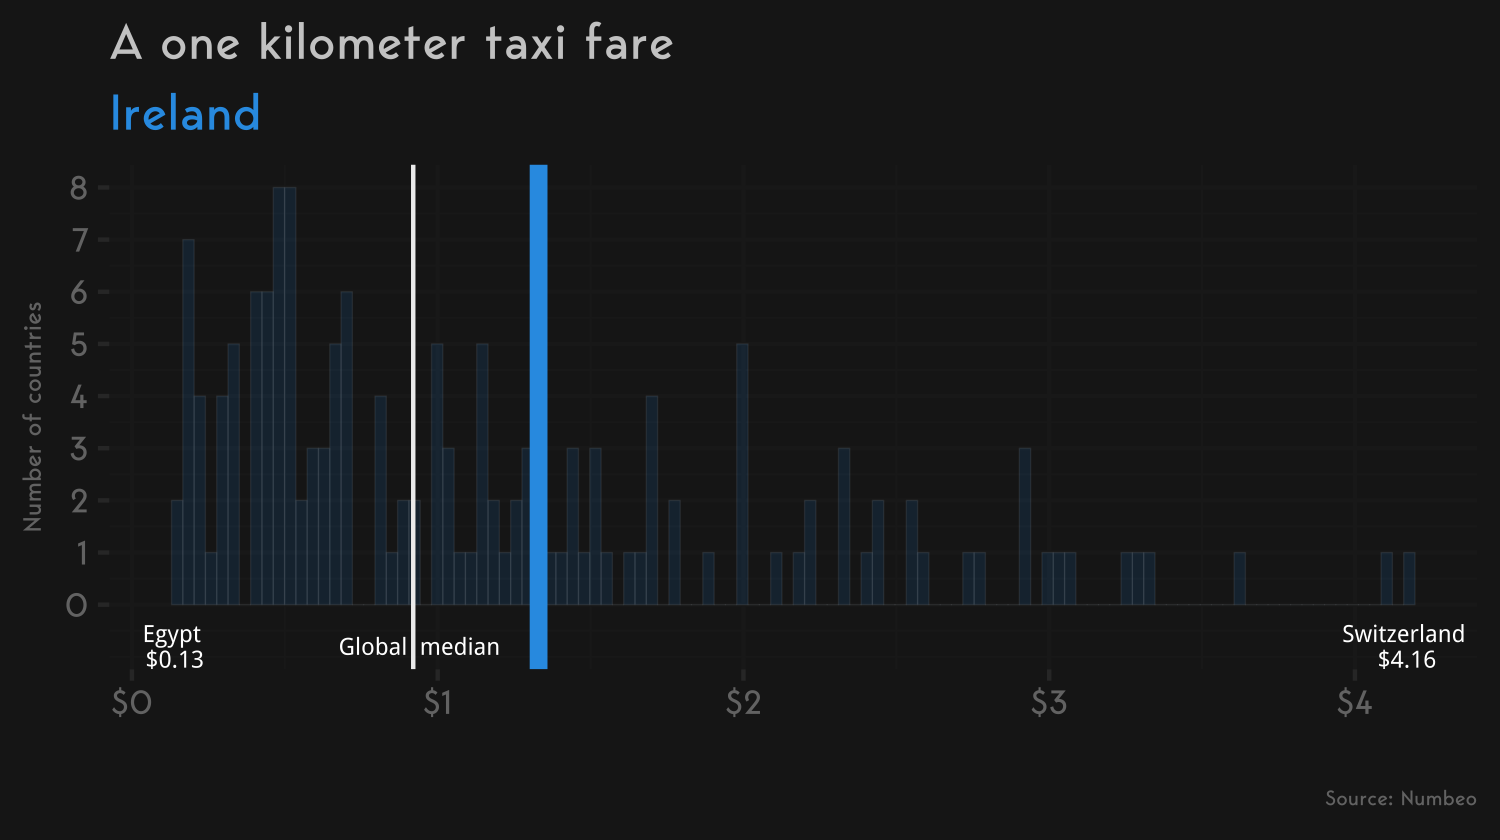 A one kilometer taxi fare
Ireland
Number of countries
8
7
6
5
4
3
2
1
0
Egypt
$0.13
Global median
Switzerland
$4.16
$0 $1 $2 $3 $4
Source: Numbeo